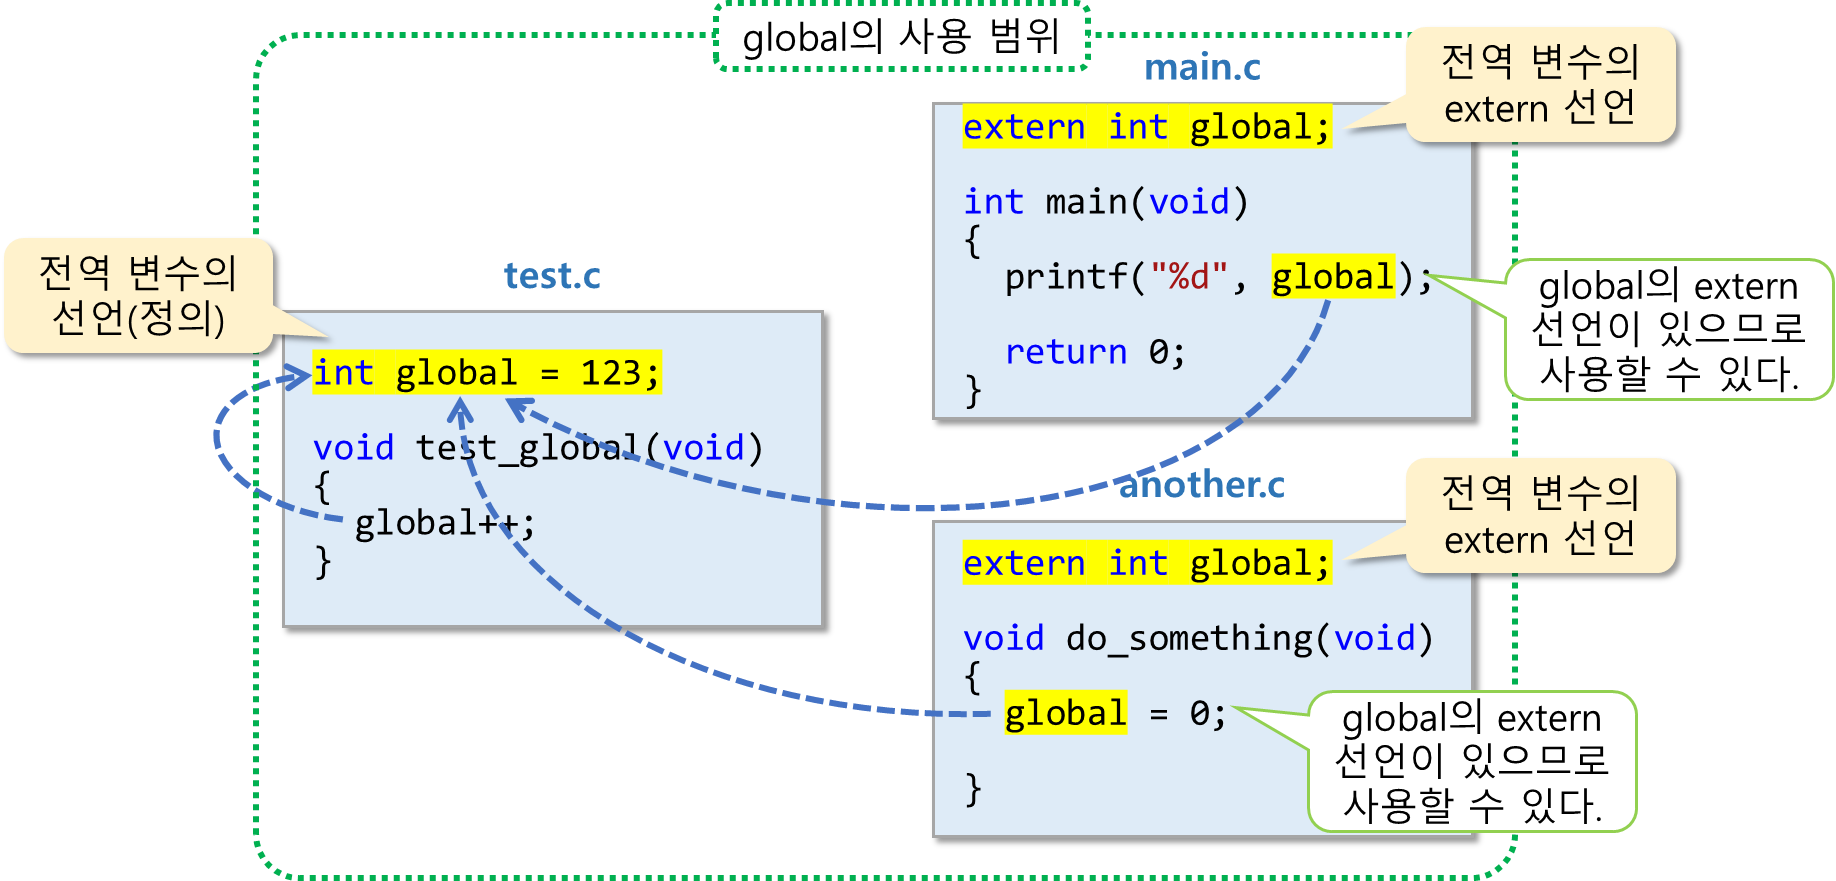 global의 사용 범위
전역 변수의
선언(정의)
test.c
int global = 123;
void test_global(void)
{
global++;
}
main.c
전역 변수의
extern 선언
extern int global;
int main(void)
{
printf("%d", global);
return 0;
}
global의 extern
선언이 있으므로
사용할 수 있다.
another.c
전역 변수의
extern 선언
extern int global;
void do_something(void)
{
global = 0;
}
global의 extern
선언이 있으므로
사용할 수 있다.